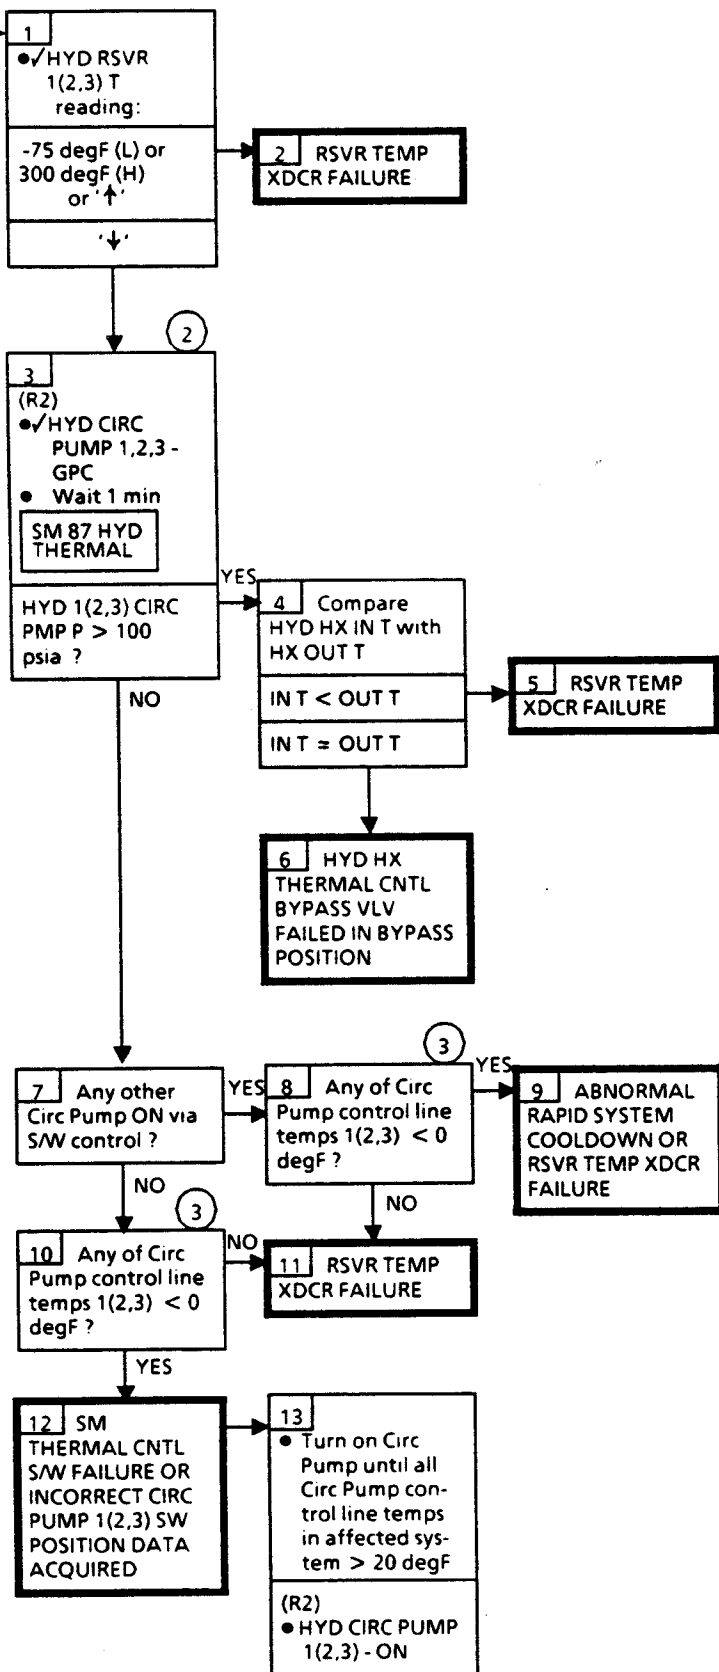 1
●✓HYD RSVR
1(2,3) T
reading:
-75 degF (L) or
300 degF (H)
or '↑'
'↓'
2 RSVR TEMP
XDCR FAILURE
2
3
(R2)
●✓HYD CIRC
PUMP 1,2,3 -
GPC
● Wait 1 min
SM 87 HYD
THERMAL
HYD 1(2,3) CIRC
PMP P > 100
psia ?
YES
NO
4 Compare
HYD HX IN T with
HX OUT T
IN T < OUT T
IN T ≅ OUT T
5 RSVR TEMP
XDCR FAILURE
6 HYD HX
THERMAL CNTL
BYPASS VLV
FAILED IN BYPASS
POSITION
7 Any other
Circ Pump ON via
S/W control ?
YES
NO
3
8 Any of Circ
Pump control line
temps 1(2,3) < 0
degF ?
YES
NO
9 ABNORMAL
RAPID SYSTEM
COOLDOWN OR
RSVR TEMP XDCR
FAILURE
3
10 Any of Circ
Pump control line
temps 1(2,3) < 0
degF ?
NO
YES
11 RSVR TEMP
XDCR FAILURE
12 SM
THERMAL CNTL
S/W FAILURE OR
INCORRECT CIRC
PUMP 1(2,3) SW
POSITION DATA
ACQUIRED
13
● Turn on Circ
Pump until all
Circ Pump con-
trol line temps
in affected sys-
tem > 20 degF
(R2)
● HYD CIRC PUMP
1(2,3) - ON